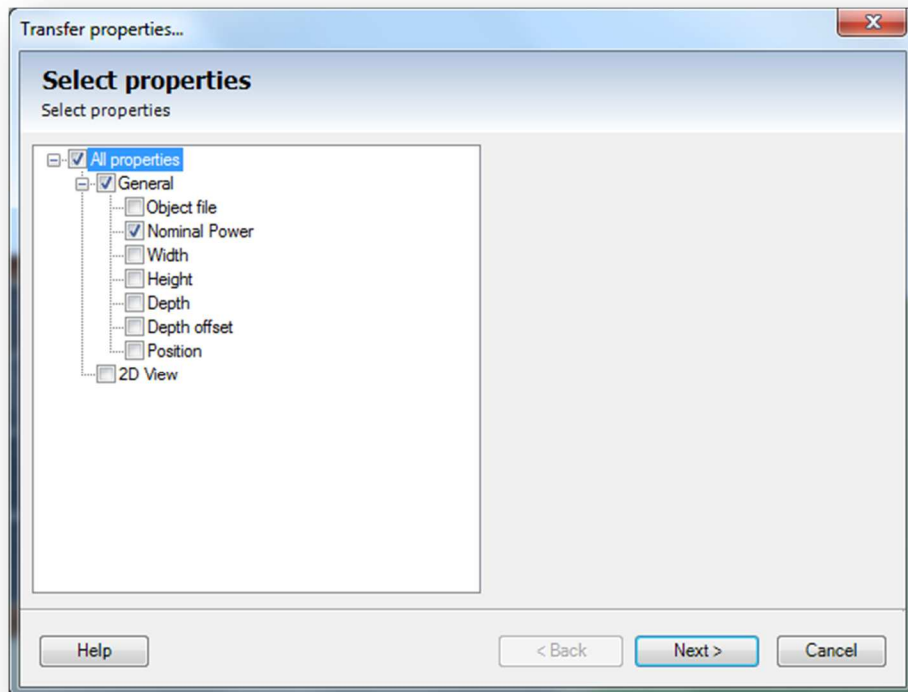 Transfer properties...
Select properties
Select properties
All properties
General
Object file
Nominal Power
Width
Height
Depth
Depth offset
Position
2D View
Help
< Back
Next >
Cancel